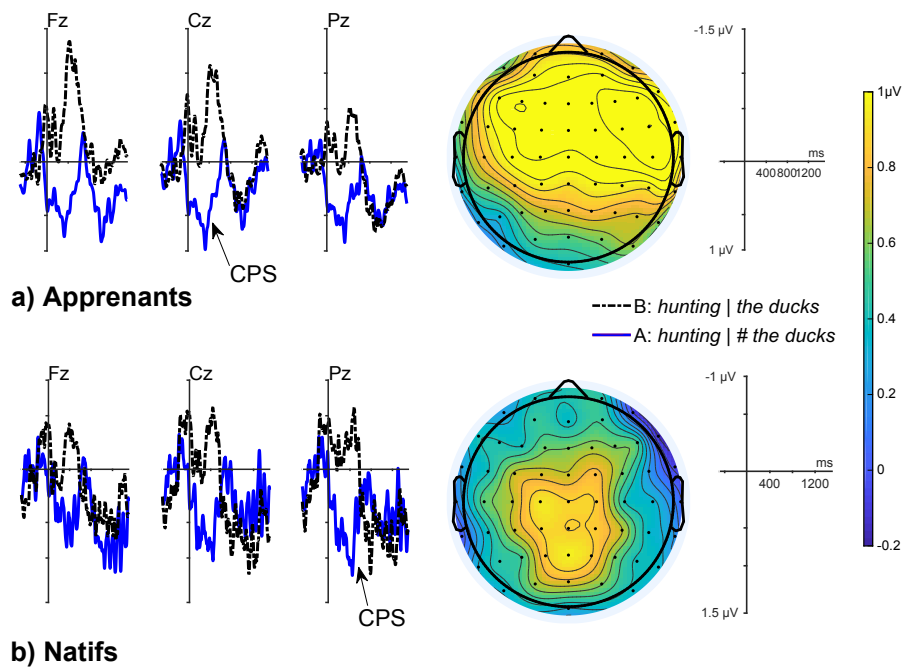 Fz Cz Pz
CPS
a) Apprenants
-1.5 µV
ms
400 800 1200
1 µV
1µV
0.8
0.6
0.4
0.2
0
-0.2
B: hunting | the ducks
A: hunting | # the ducks
Fz Cz Pz
CPS
b) Natifs
-1 µV
ms
400 1200
1.5 µV